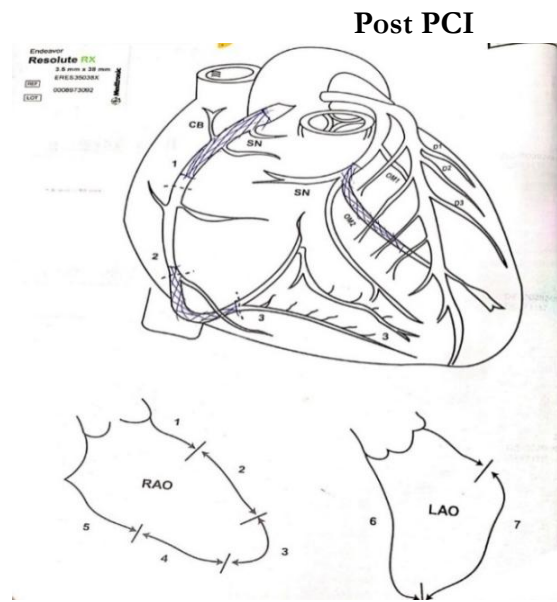 Post PCI
Endeavor
Resolute RX
3.5 mm x 38 mm
REF ERES35038X
LOT 0008973092
Medtronic
CB
SN
1
SN
2
3
3
OM1
OM2
D1
D2
D3
RAO
1
2
3
4
5
LAO
6
7